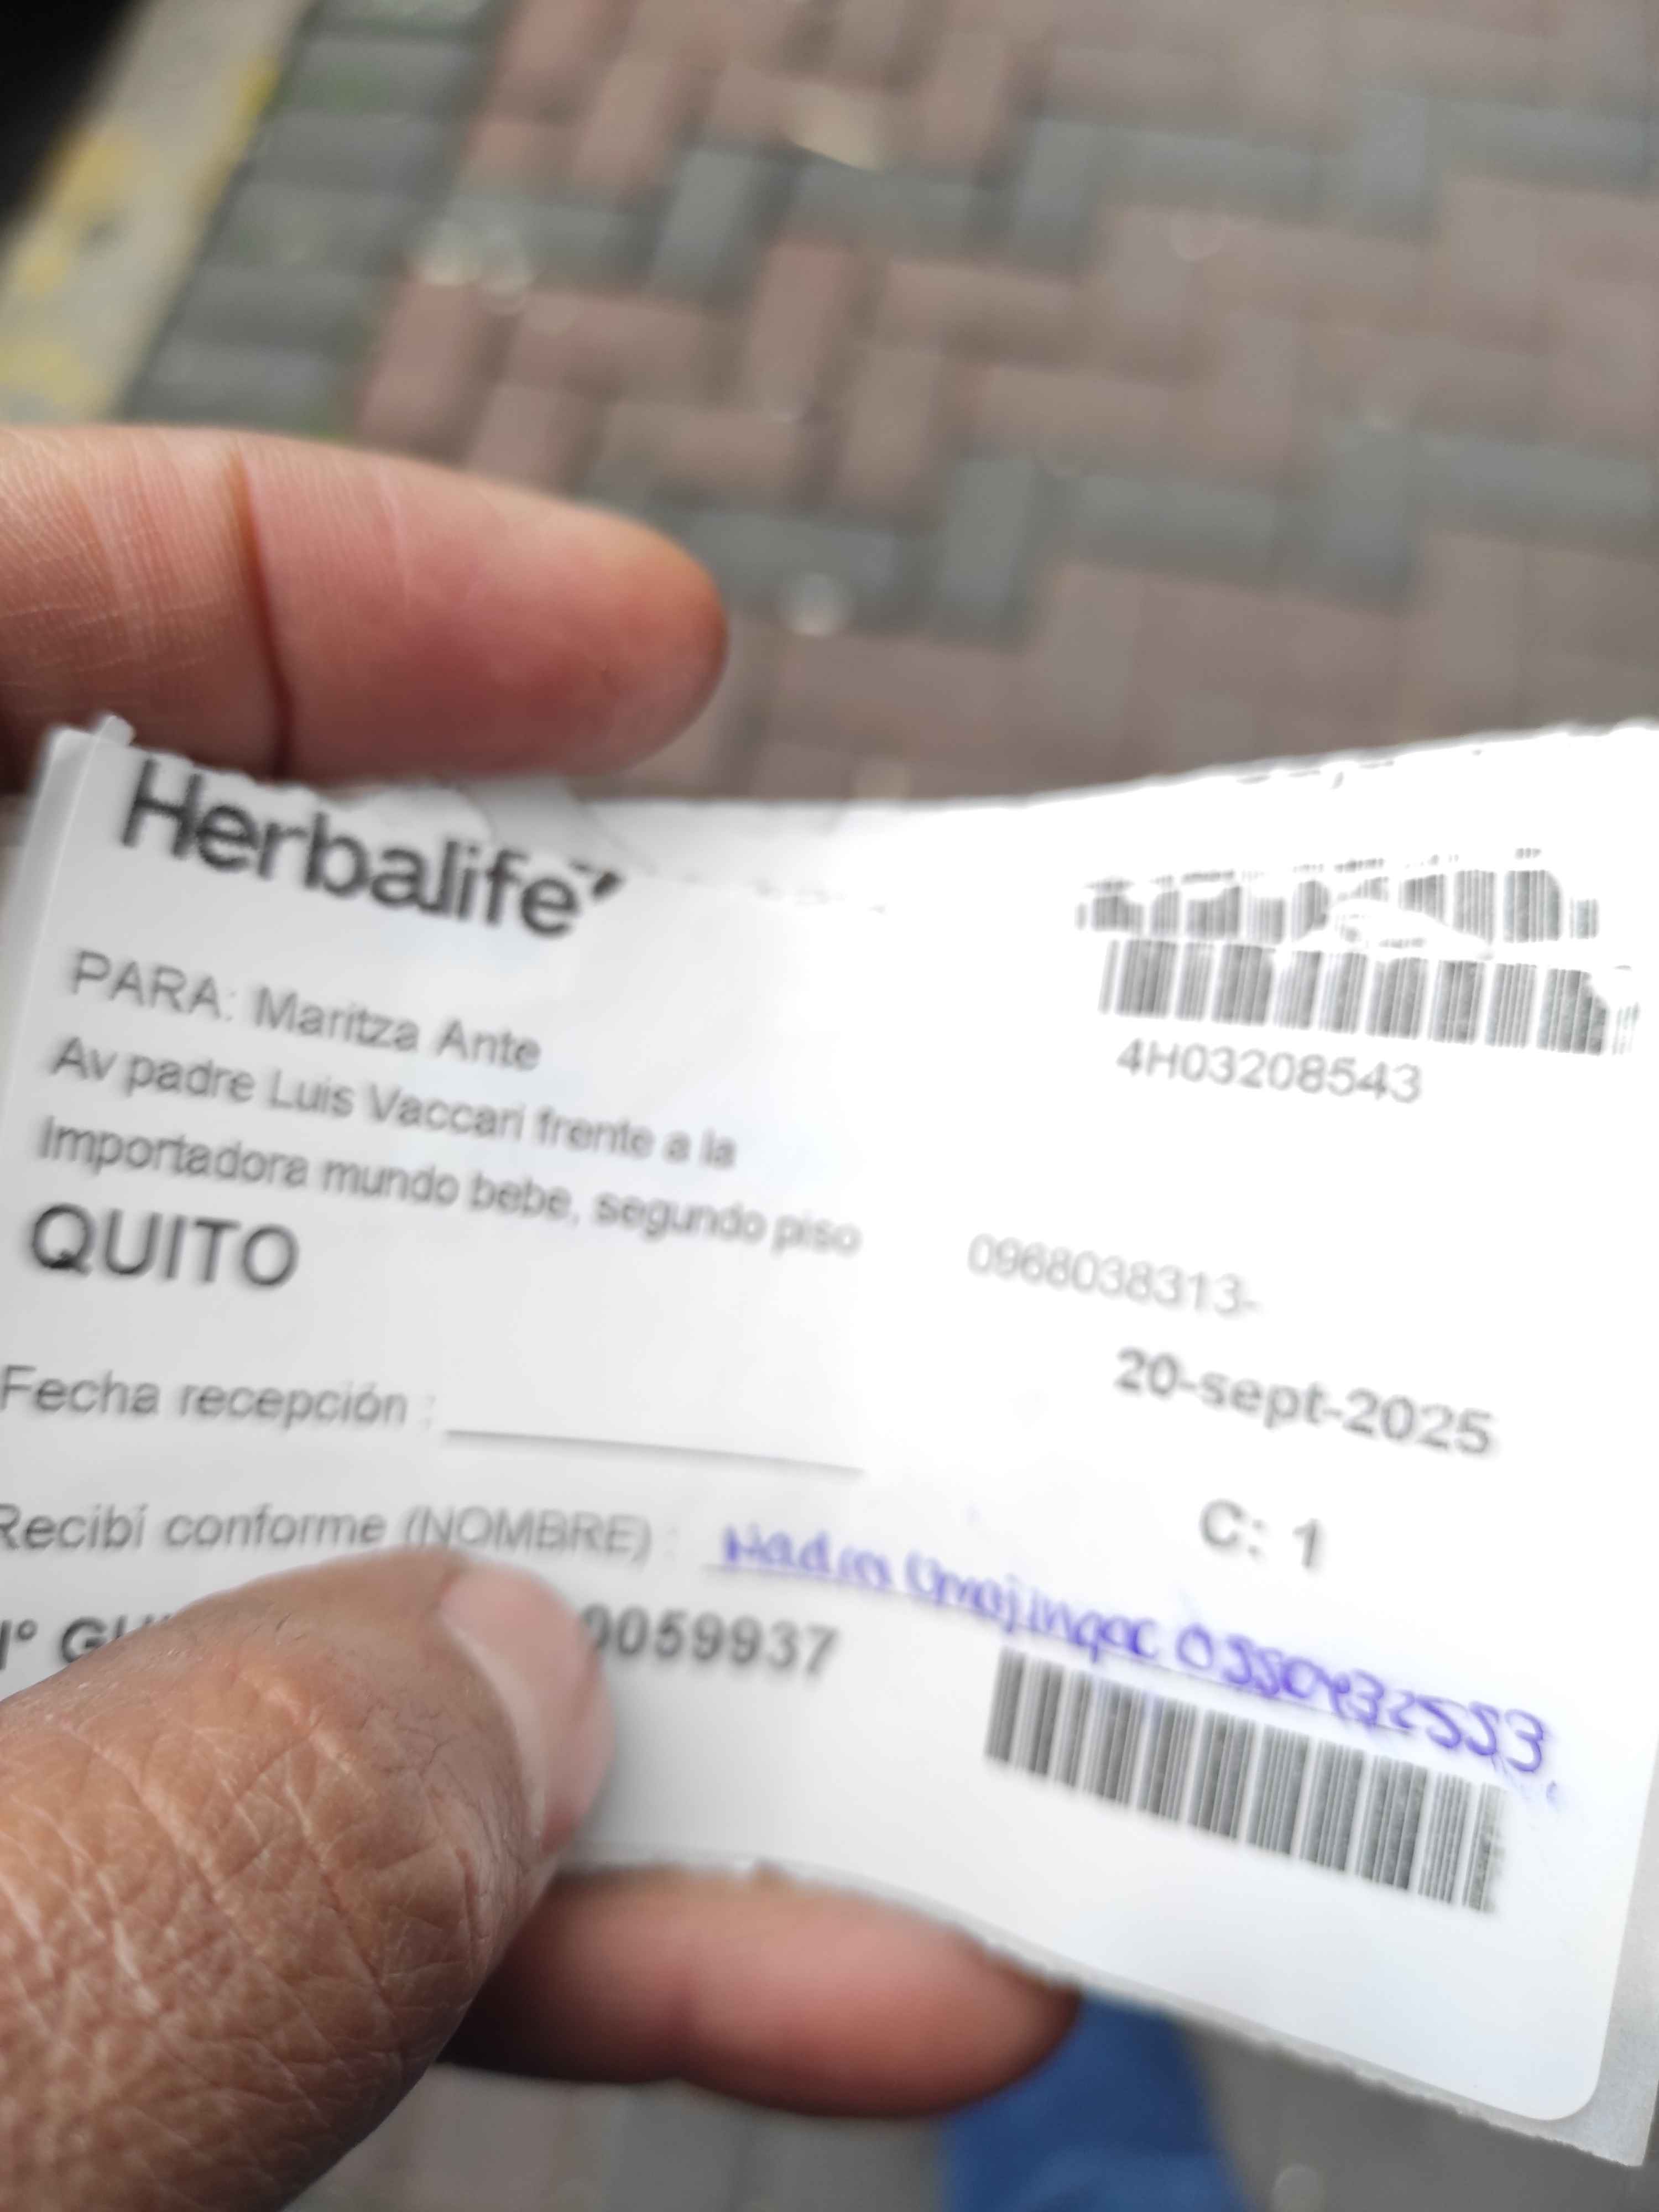 Herbalife
4H03208543
PARA: Maritza Ante
Av padre Luis Vaccari frente a la
Importadora mundo bebe, segundo piso
QUITO
0968038313-
20-sept-2025
Fecha recepción :
C: 1
Recibí conforme (NOMBRE) :
0059937